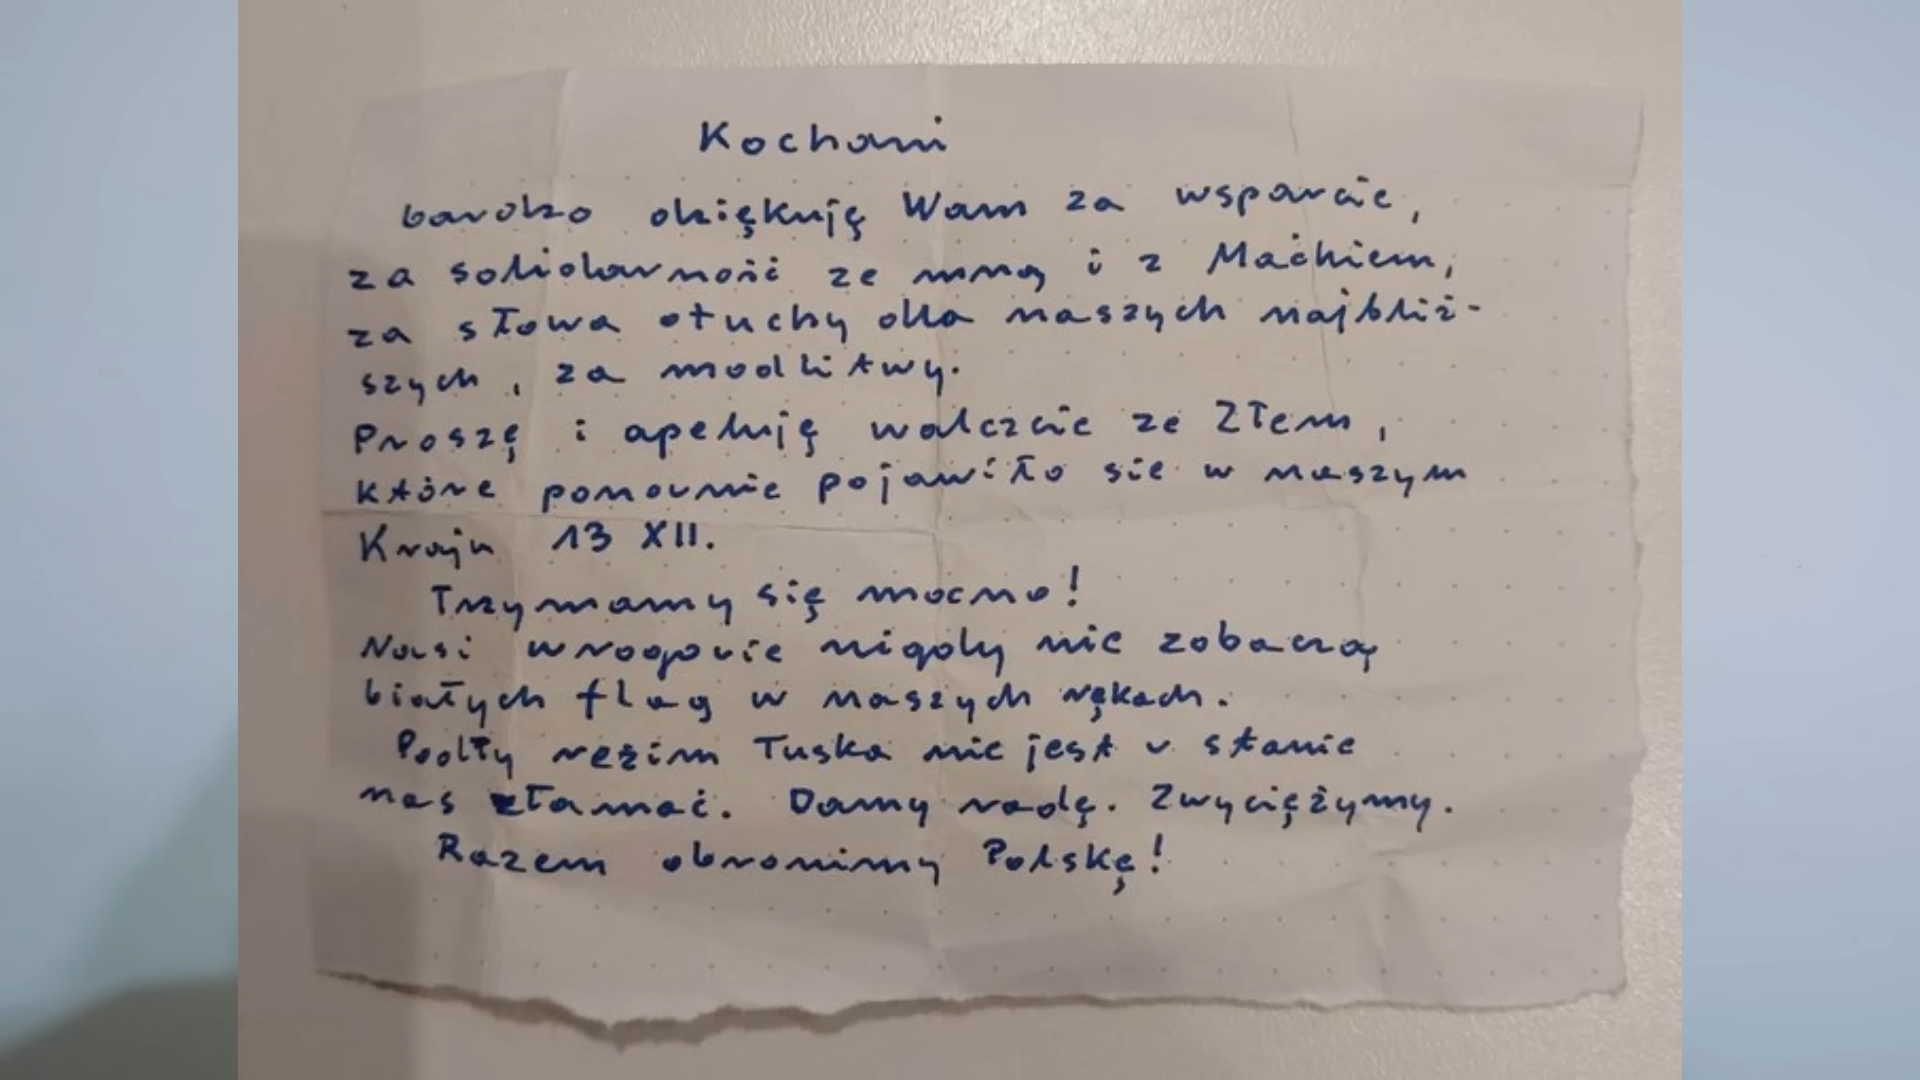 Kochani
bardzo dziękuję Wam za wsparcie,
za solidarność ze mną i z Maćkiem,
za słowa otuchy dla naszych najbliż-
szych, za modlitwy.
Proszę i apeluję walczcie ze Złem,
które ponownie pojawiło sie w naszym
Kraju 13 XII.
Trzymamy się mocno!
Nasi wrogowie nigdy nie zobaczą
białych flag w naszych rękach.
Podły reżim Tuska nie jest w stanie
nas złamać. Damy radę. Zwyciężymy.
Razem obronimy Polskę!